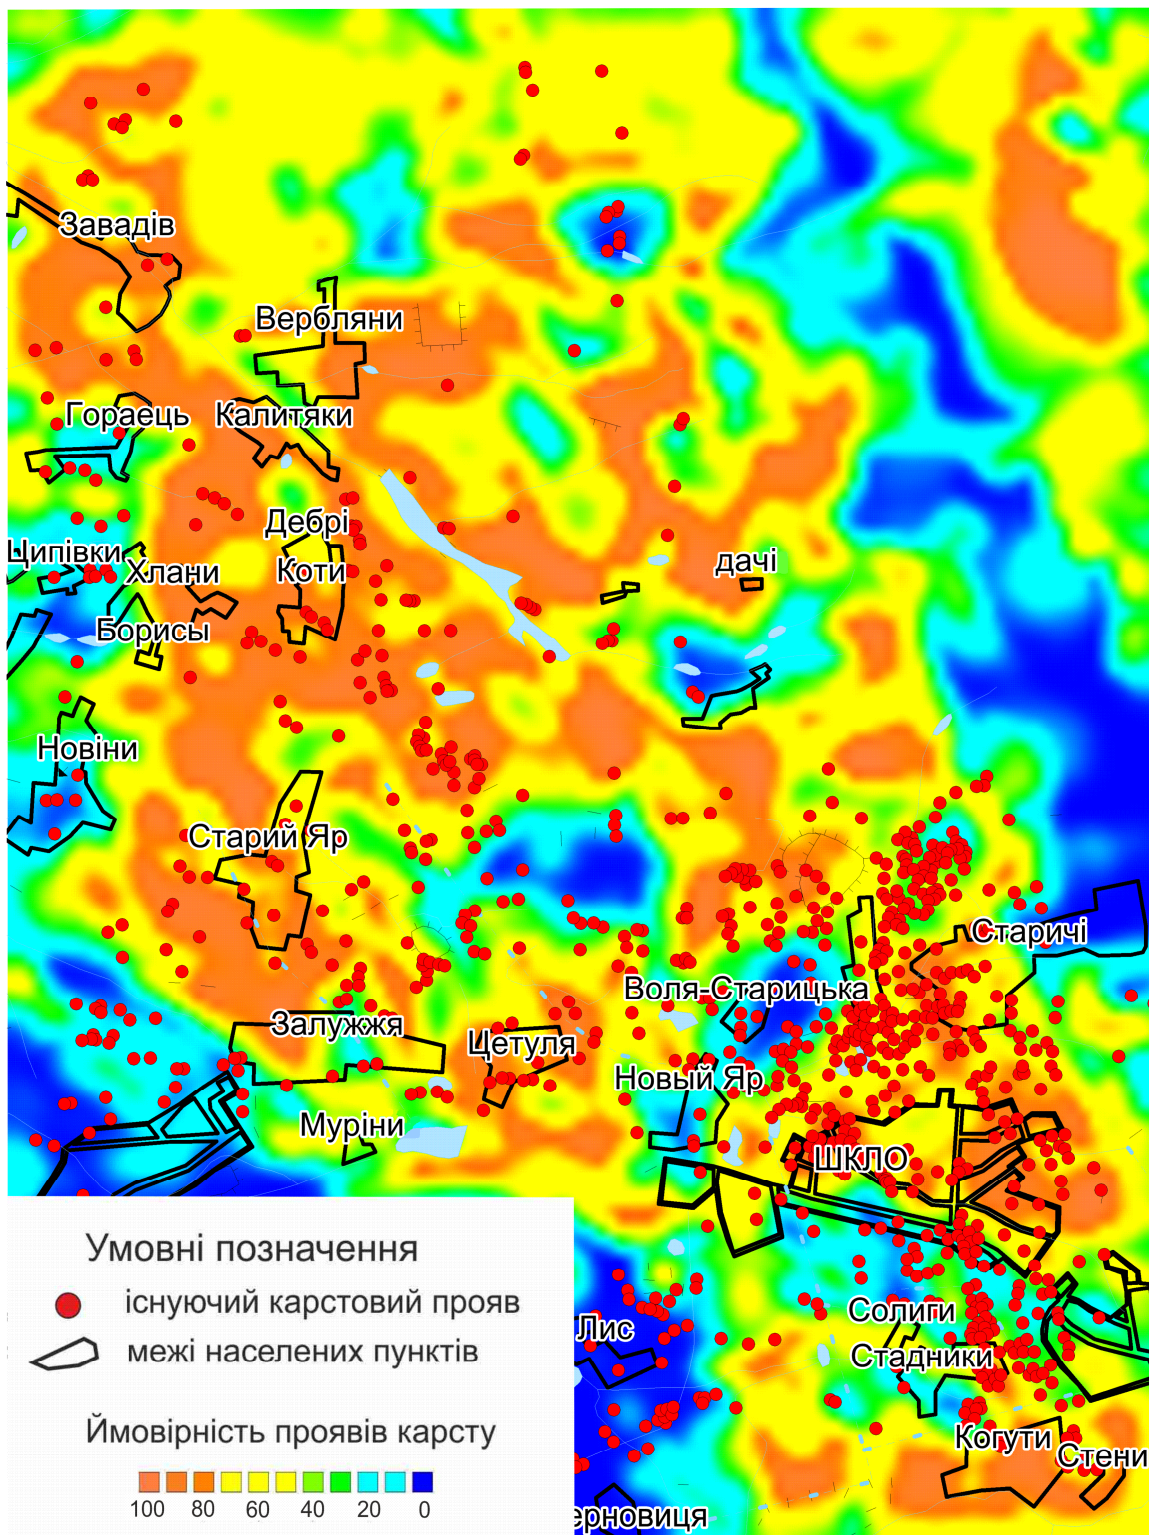 Завадів
Вербляни
Гораець
Калитяки
Дебрі
Ципівки
Хлани
Коти
дачі
Борисы
Новіни
Старий Яр
Старичі
Воля-Старицька
Залужжя
Цетуля
Новый Яр
Муріни
ШКЛО
Умовні позначення
існуючий карстовий прояв
межі населених пунктів
Солиги
Лис
Стадники
Ймовірність проявів карсту
Когути
Стени
100 80 60 40 20 0
ерновиця